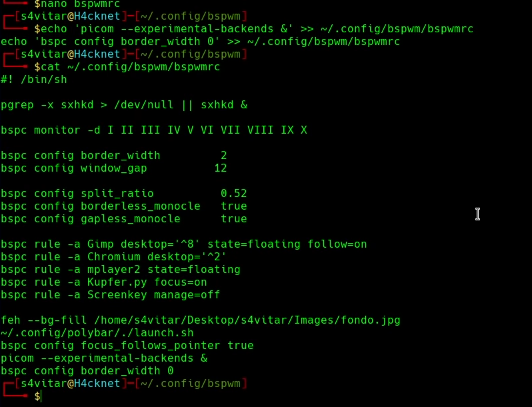 $nano bspwmrc
┌─[s4vitar@H4cknet]─[~/.config/bspwm]
└──╼ $echo 'picom --experimental-backends &' >> ~/.config/bspwm/bspwmrc
echo 'bspc config border_width 0' >> ~/.config/bspwm/bspwmrc
┌─[s4vitar@H4cknet]─[~/.config/bspwm]
└──╼ $cat ~/.config/bspwm/bspwmrc
#! /bin/sh
pgrep -x sxhkd > /dev/null || sxhkd &
bspc monitor -d I II III IV V VI VII VIII IX X
bspc config border_width 2
bspc config window_gap 12
bspc config split_ratio 0.52
bspc config borderless_monocle true
bspc config gapless_monocle true
bspc rule -a Gimp desktop='^8' state=floating follow=on
bspc rule -a Chromium desktop='^2'
bspc rule -a mplayer2 state=floating
bspc rule -a Kupfer.py focus=on
bspc rule -a Screenkey manage=off
feh --bg-fill /home/s4vitar/Desktop/s4vitar/Images/fondo.jpg
~/.config/polybar/./launch.sh
bspc config focus_follows_pointer true
picom --experimental-backends &
bspc config border_width 0
┌─[s4vitar@H4cknet]─[~/.config/bspwm]
└──╼ $